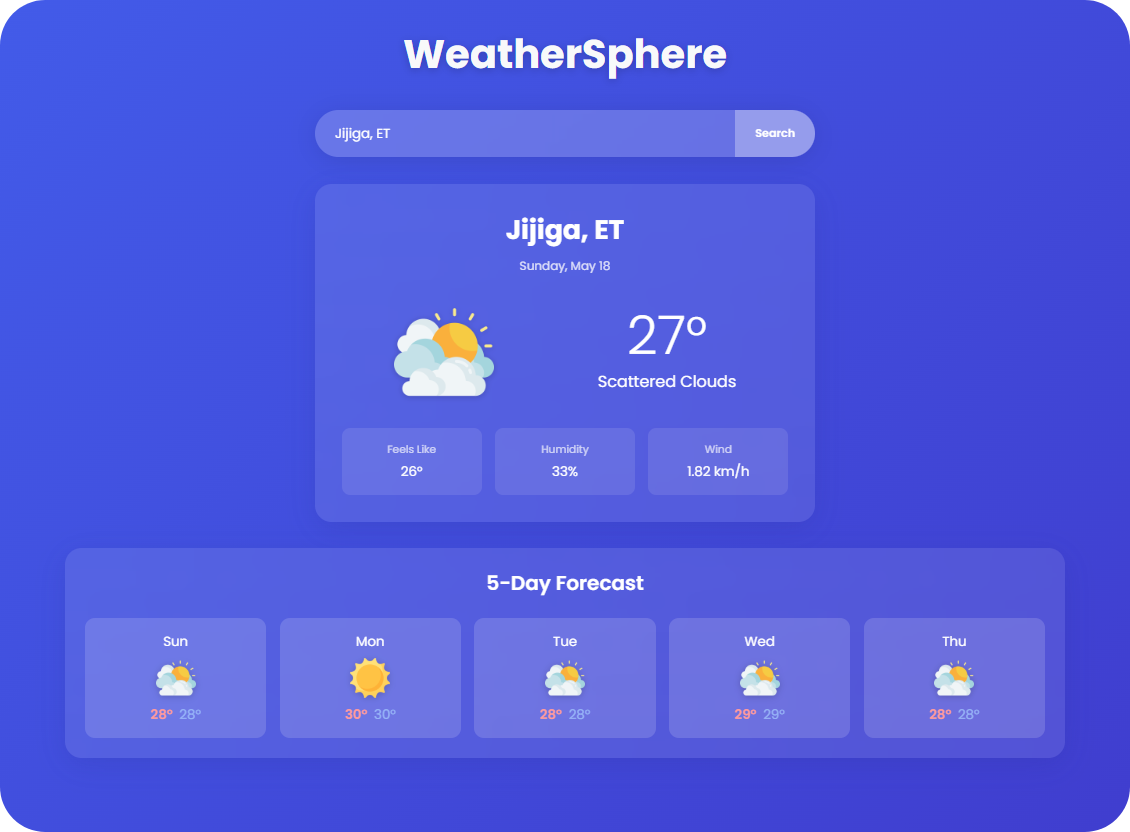 WeatherSphere
Jijiga, ET
Search
Jijiga, ET
Sunday, May 18
27°
Scattered Clouds
Feels Like
26°
Humidity
33%
Wind
1.82 km/h
5-Day Forecast
Sun
28° 28°
Mon
30° 30°
Tue
28° 28°
Wed
29° 29°
Thu
28° 28°